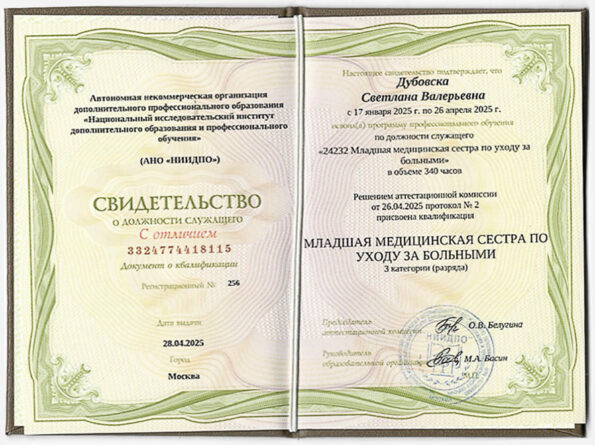 Автономная некоммерческая организация
дополнительного профессионального образования
«Национальный исследовательский институт
дополнительного образования и профессионального
обучения»
(АНО «НИИДПО»)
СВИДЕТЕЛЬСТВО
О ДОЛЖНОСТИ СЛУЖАЩЕГО
С отличием
3324774418115
Документ о квалификации
Регистрационный № 256
Дата выдачи
28.04.2025
Город
Москва
Настоящее свидетельство подтверждает, что
Дубовска
Светлана Валерьевна
с 17 января 2025 г. по 26 апреля 2025 г.
освоил(а) программу профессионального обучения
по должности служащего
«24232 Младшая медицинская сестра по уходу за
больными»
в объеме 340 часов
Решением аттестационной комиссии
от 26.04.2025 протокол № 2
присвоена квалификация
МЛАДШАЯ МЕДИЦИНСКАЯ СЕСТРА ПО
УХОДУ ЗА БОЛЬНЫМИ
3 категории (разряда)
Председатель
аттестационной комиссии
О.В. Белугина
Руководитель
образовательной организации
М.А. Басин
НИИДПО
М.П.